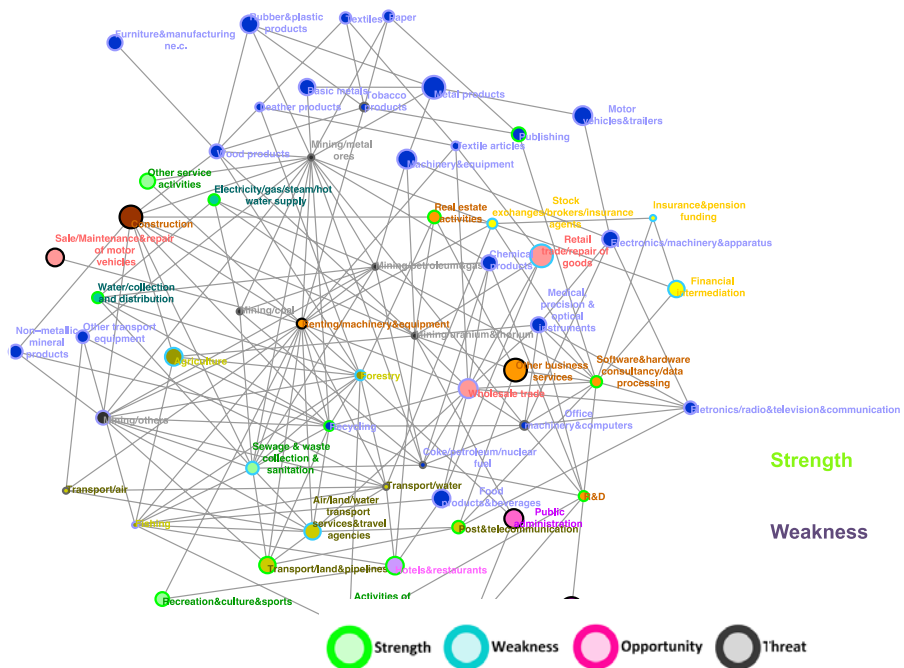 Rubber&plastic
products
Textiles
Paper
Furniture&manufacturing
ne.c.
Basic metals
Metal products
Leather products
Tobacco
products
Motor
vehicles&trailers
Publishing
Mining/metal
ores
Textile articles
Wood products
Machinery&equipment
Other service
activities
Electricity/gas/steam/hot
water supply
Construction
Real estate
activities
Stock
exchanges/brokers/insurance
agents
Insurance&pension
funding
Sale/Maintenance&repair
of motor
vehicles
Retail
trade/repair of
goods
Electronics/machinery&apparatus
Mining/petroleum&gas
Chemical
products
Water/collection
and distribution
Financial
intermediation
Mining/coal
Medical,
precision &
optical
instruments
Renting/machinery&equipment
Mining/uranium&thorium
Non-metallic
mineral
products
Other transport
equipment
Agriculture
Forestry
Other business
services
Software&hardware
consultancy/data
processing
Wholesale trade
Eletronics/radio&television&communication
Mining/others
Recycling
Office
machinery&computers
Sewage & waste
collection &
sanitation
Coke/petroleum/nuclear
fuel
Strength
Transport/air
Transport/water
Air/land/water
transport
services&travel
agencies
Food
products&beverages
R&D
Fishing
Post&telecommunication
Public
administration
Weakness
Transport/land&pipelines
Hotels&restaurants
Recreation&culture&sports
Activities of
Strength
Weakness
Opportunity
Threat